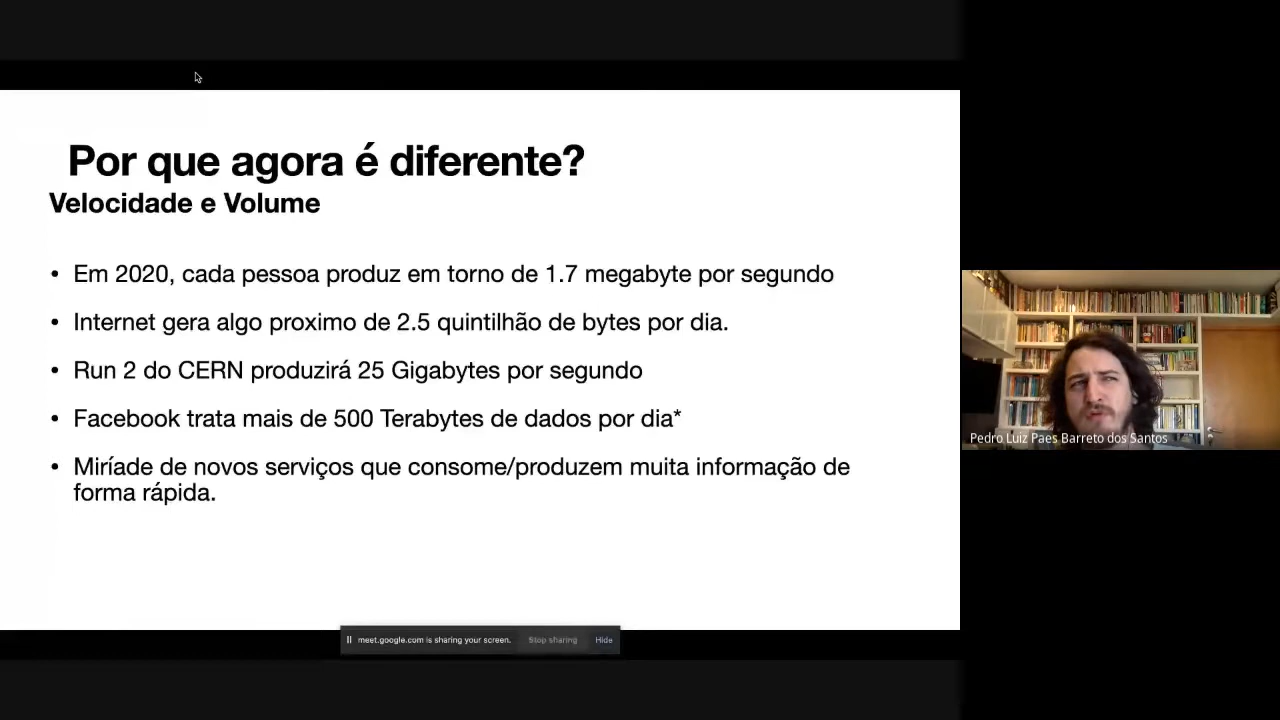 Por que agora é diferente?
Velocidade e Volume
• Em 2020, cada pessoa produz em torno de 1.7 megabyte por segundo
• Internet gera algo proximo de 2.5 quintilhão de bytes por dia.
• Run 2 do CERN produzirá 25 Gigabytes por segundo
• Facebook trata mais de 500 Terabytes de dados por dia*
• Miríade de novos serviços que consome/produzem muita informação de
forma rápida.
Pedro Luiz Paes Barreto dos Santos
meet.google.com is sharing your screen. Stop sharing Hide